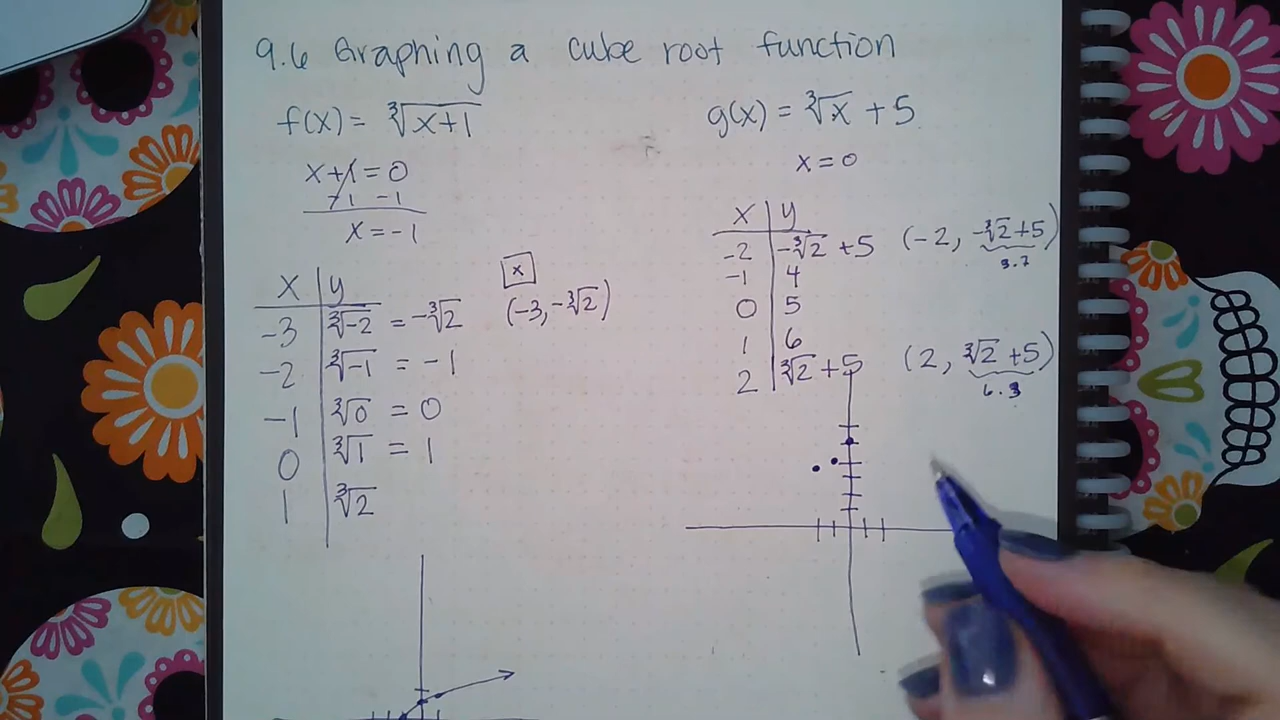 9.6 Graphing a cube root function
f(x) = ∛(x+1)
x+1 = 0
-1 -1
x = -1
x y
-3 ∛-2 = -∛2
-2 ∛-1 = -1
-1 ∛0 = 0
0 ∛1 = 1
1 ∛2
x
(-3, -∛2)
g(x) = ∛x + 5
x = 0
x y
-2 -∛2 + 5
-1 4
0 5
1 6
2 ∛2 + 5
(-2, -∛2 + 5)
3.7
(2, ∛2 + 5)
6.3